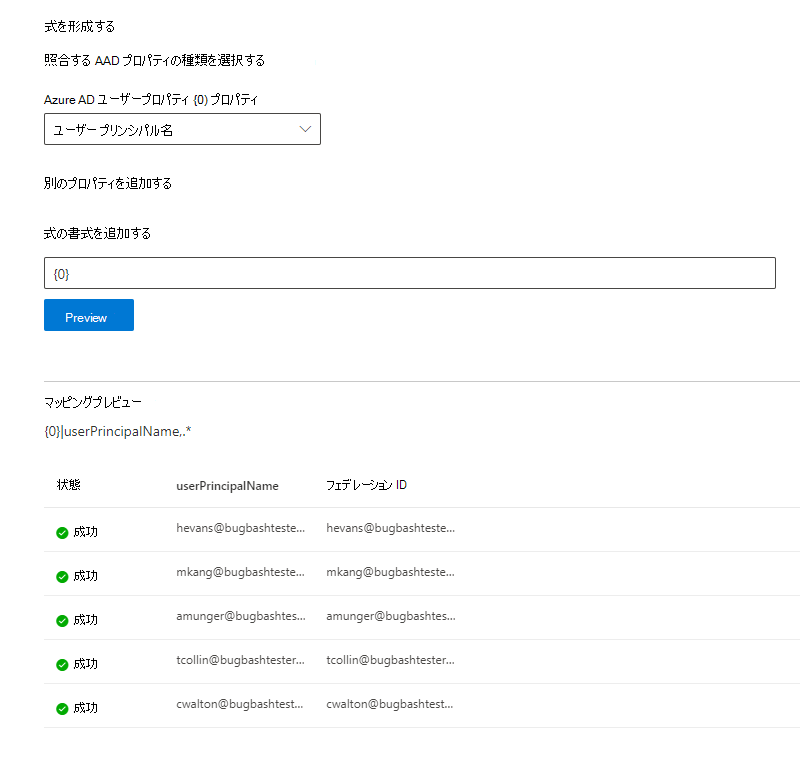 式を形成する
照合する AAD プロパティの種類を選択する
Azure AD ユーザープロパティ {0) プロパティ
ユーザー プリンシパル名
別のプロパティを追加する
式の書式を追加する
{0}
Preview
マッピングプレビュー
{0}|userPrincipalName,.*
状態 userPrincipalName フェデレーション ID
成功 hevans@bugbashteste... hevans@bugbashteste...
成功 mkang@bugbashteste... mkang@bugbashteste...
成功 amunger@bugbashtes... amunger@bugbashtes...
成功 tcollin@bugbashtester... tcollin@bugbashtester...
成功 cwalton@bugbashtest... cwalton@bugbashtest...